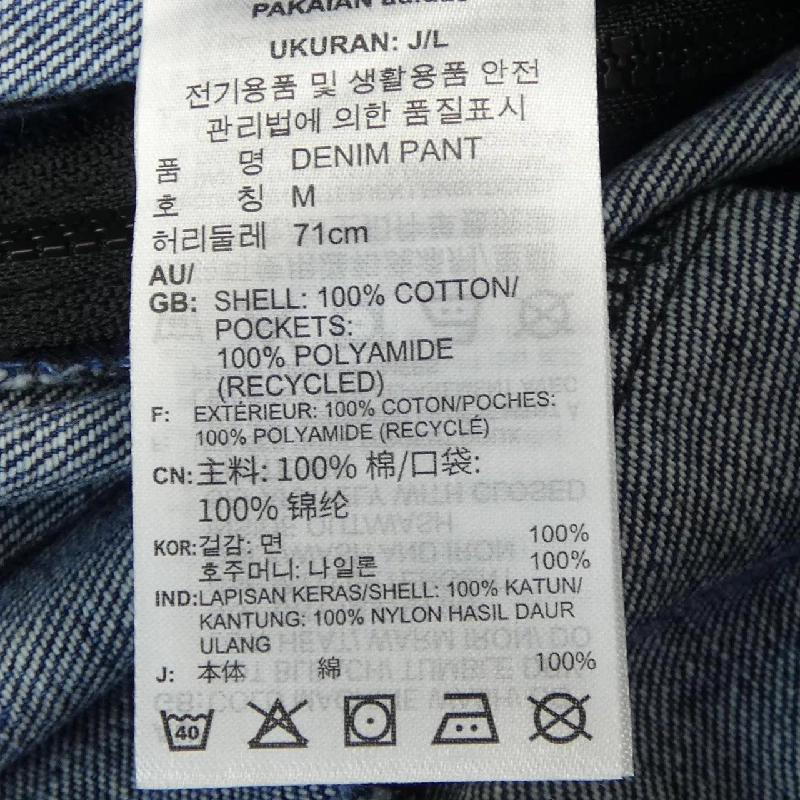 PAKAIAN adidas
UKURAN: J/L
전기용품 및 생활용품 안전
관리법에 의한 품질표시
품 명 DENIM PANT
호 칭 M
허리둘레 71cm
AU/
GB: SHELL: 100% COTTON/
POCKETS:
100% POLYAMIDE
(RECYCLED)
F: EXTÉRIEUR: 100% COTON/POCHES:
100% POLYAMIDE (RECYCLÉ)
CN: 主料: 100% 棉/口袋:
100% 锦纶
KOR: 겉감: 면 100%
호주머니: 나일론 100%
IND: LAPISAN KERAS/SHELL: 100% KATUN/
KANTUNG: 100% NYLON HASIL DAUR
ULANG
J: 本体 綿 100%
40